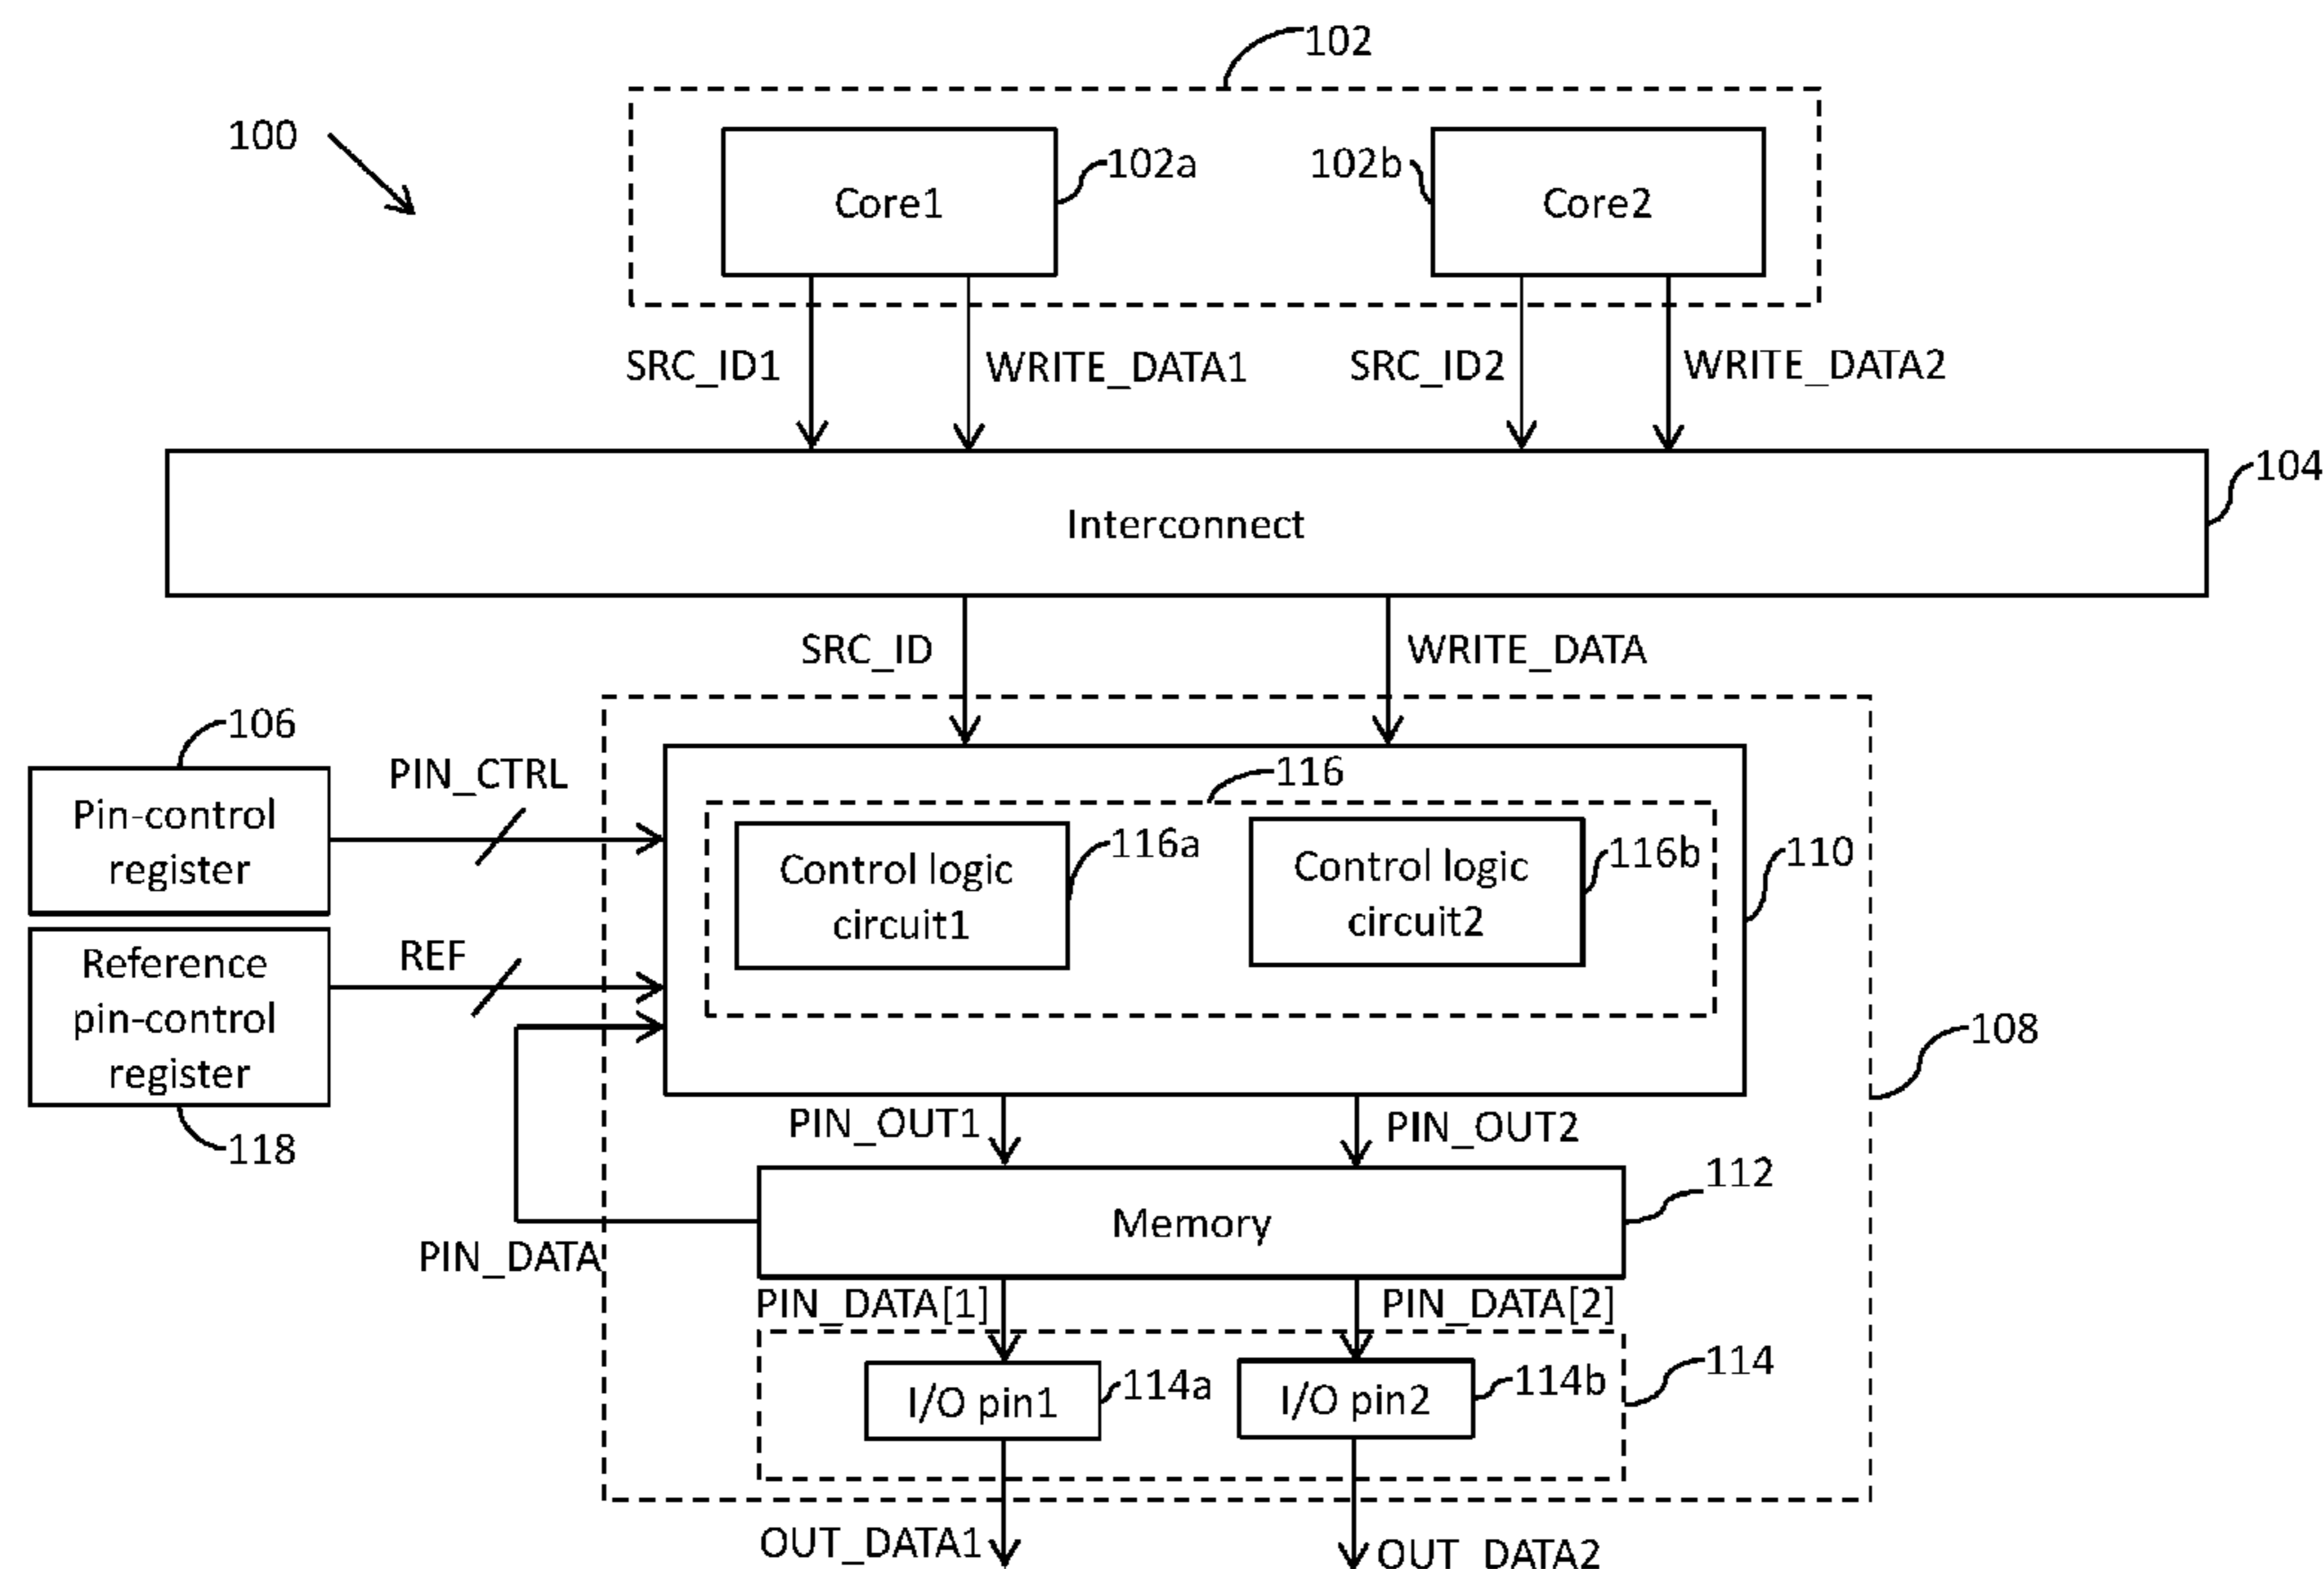 102
100
102a
102b
Core1
Core2
SRC_ID1
WRITE_DATA1
SRC_ID2
WRITE_DATA2
104
Interconnect
SRC_ID
WRITE_DATA
106
PIN_CTRL
116
Pin-control
register
116a
116b
110
Control logic
circuit1
Control logic
circuit2
REF
Reference
pin-control
register
108
118
PIN_OUT1
PIN_OUT2
112
Memory
PIN_DATA
PIN_DATA[1]
PIN_DATA[2]
114
114a
114b
I/O pin1
I/O pin2
OUT_DATA1
OUT_DATA2